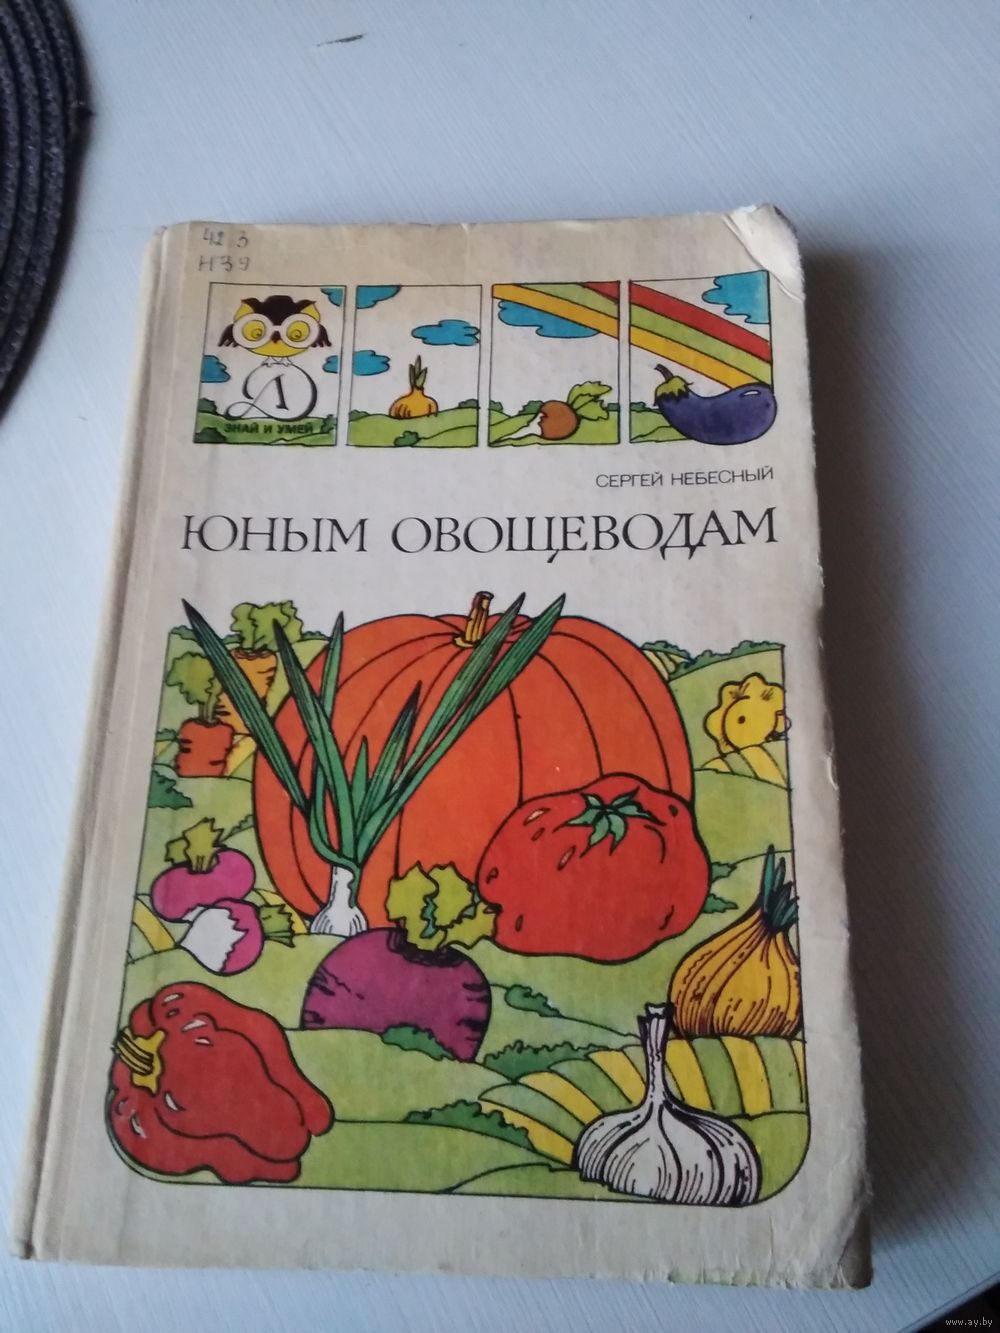 42 3
Н39
Д
ЗНАЙ И УМЕЙ
СЕРГЕЙ НЕБЕСНЫЙ
ЮНЫМ ОВОЩЕВОДАМ
www.ay.by